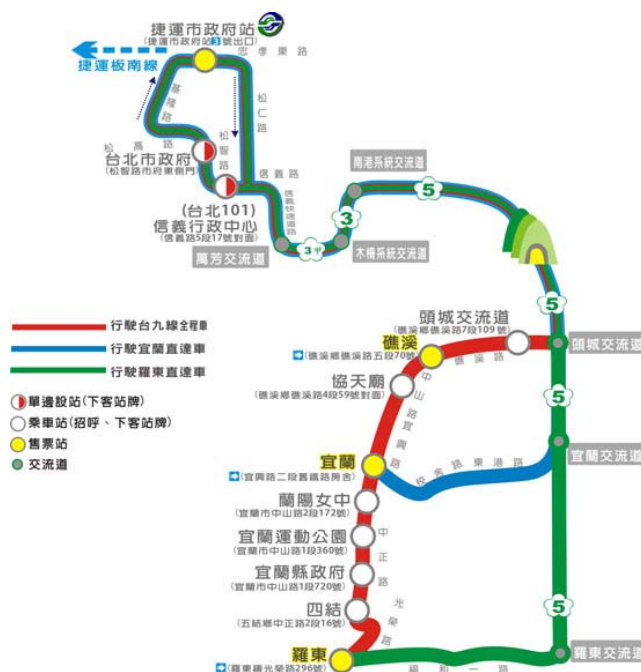 捷運市政府站
(捷運市政府站3號出口)
忠孝東路
捷運板南線
基隆路
松仁路
松高路
松智路
台北市政府
(松智路市府東側門)
信義路
(台北101)
信義行政中心
(信義路5段17號對面)
信義快速道路
萬芳交流道
3甲
木柵系統交流道
3
南港系統交流道
5
5
頭城交流道
(礁溪鄉礁溪路7段109號)
頭城交流道
礁溪
(礁溪鄉礁溪路五段70號)
礁溪路
協天廟
(礁溪鄉礁溪路4段59號對面)
中山路
宜興路
5
宜蘭交流道
宜蘭
(宜興路二段舊鐵路房舍)
校舍路
東港路
蘭陽女中
(宜蘭市中山路2段172號)
宜蘭運動公園
(宜蘭市中山路1段360號)
中正路
宜蘭縣政府
(宜蘭市中山路1段720號)
四結
(五結鄉中正路2段16號)
光榮路
5
羅東
(羅東鎮光榮路296號)
羅東交流道
行駛台九線全程車
行駛宜蘭直達車
行駛羅東直達車
單邊設站(下客站牌)
乘車站(招呼、下客站牌)
售票站
交流道